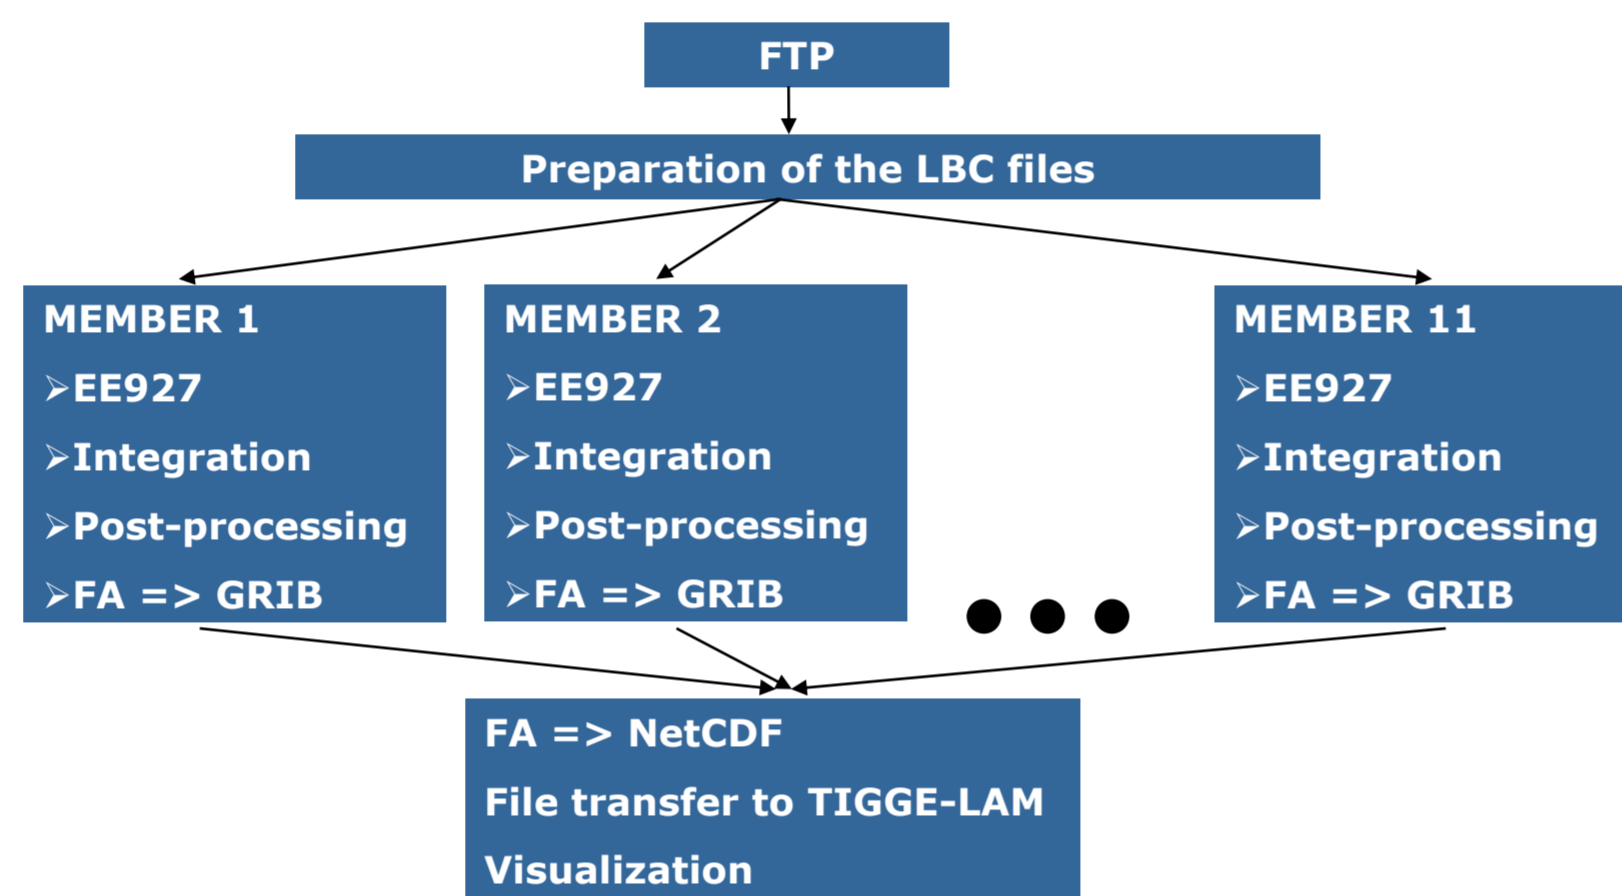 FTP
Preparation of the LBC files
MEMBER 1
➢EE927
➢Integration
➢Post-processing
➢FA => GRIB
MEMBER 2
➢EE927
➢Integration
➢Post-processing
➢FA => GRIB
MEMBER 11
➢EE927
➢Integration
➢Post-processing
➢FA => GRIB
FA => NetCDF
File transfer to TIGGE-LAM
Visualization